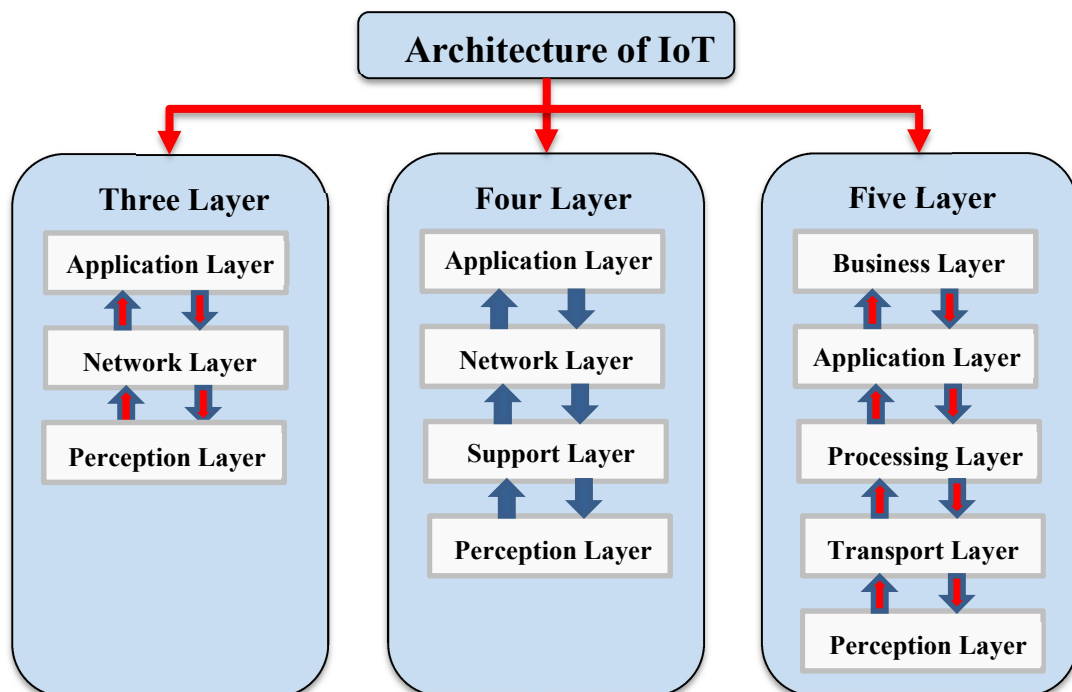 Architecture of IoT
Three Layer
Application Layer
Network Layer
Perception Layer
Four Layer
Application Layer
Network Layer
Support Layer
Perception Layer
Five Layer
Business Layer
Application Layer
Processing Layer
Transport Layer
Perception Layer